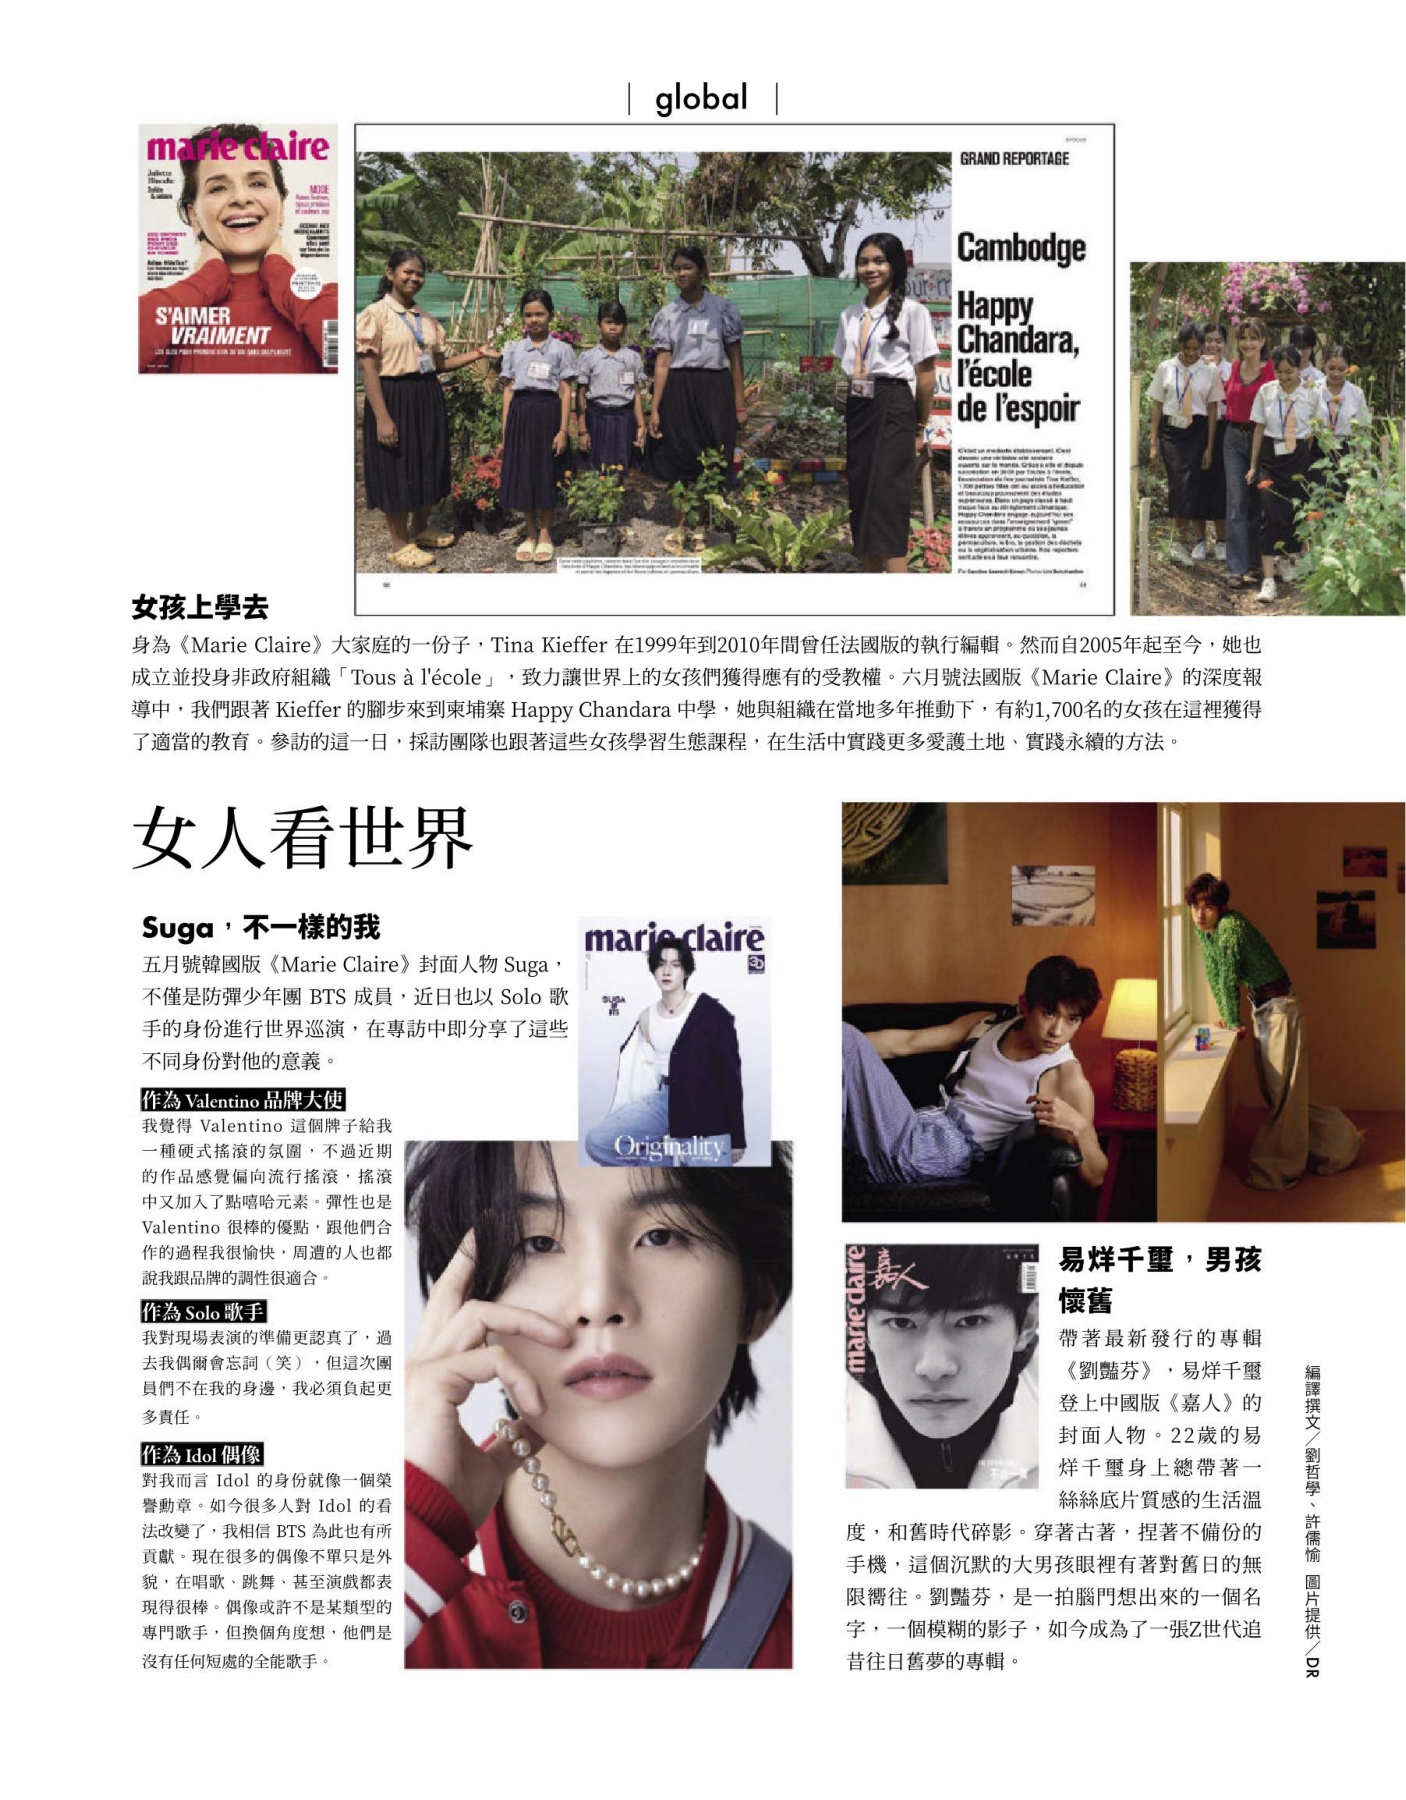 global
marie claire
Juliette
Binoche
MODE
S'AIMER
VRAIMENT
GRAND REPORTAGE
Cambodge
Happy
Chandara,
l'école
de l'espoir
女孩上學去
身為《Marie Claire》大家庭的一份子，Tina Kieffer 在1999年到2010年間曾任法國版的執行編輯。然而自2005年起至今，她也
成立並投身非政府組織「Tous à l'école」，致力讓世界上的女孩們獲得應有的受教權。六月號法國版《Marie Claire》的深度報
導中，我們跟著 Kieffer 的腳步來到柬埔寨 Happy Chandara 中學，她與組織在當地多年推動下，有約1,700名的女孩在這裡獲得
了適當的教育。參訪的這一日，採訪團隊也跟著這些女孩學習生態課程，在生活中實踐更多愛護土地、實踐永續的方法。
女人看世界
Suga，不一樣的我
五月號韓國版《Marie Claire》封面人物 Suga，
不僅是防彈少年團 BTS 成員，近日也以 Solo 歌
手的身份進行世界巡演，在專訪中即分享了這些
不同身份對他的意義。
作為 Valentino 品牌大使
我覺得 Valentino 這個牌子給我
一種硬式搖滾的氛圍，不過近期
的作品感覺偏向流行搖滾，搖滾
中又加入了點嘻哈元素。彈性也是
Valentino 很棒的優點，跟他們合
作的過程我很愉快，周遭的人也都
說我跟品牌的調性很適合。
作為 Solo 歌手
我對現場表演的準備更認真了，過
去我偶爾會忘詞（笑），但這次團
員們不在我的身邊，我必須負起更
多責任。
作為 Idol 偶像
對我而言 Idol 的身份就像一個榮
譽勳章。如今很多人對 Idol 的看
法改變了，我相信 BTS 為此也有所
貢獻。現在很多的偶像不單只是外
貌，在唱歌、跳舞、甚至演戲都表
現得很棒。偶像或許不是某類型的
專門歌手，但換個角度想，他們是
沒有任何短處的全能歌手。
marie claire
SUGA
BTS
Originality
marie claire
嘉人
易烊千璽，男孩
懷舊
帶著最新發行的專輯
《劉豔芬》，易烊千璽
登上中國版《嘉人》的
封面人物。22歲的易
烊千璽身上總帶著一
絲絲底片質感的生活溫
度，和舊時代碎影。穿著古著，捏著不備份的
手機，這個沉默的大男孩眼裡有著對舊日的無
限嚮往。劉豔芬，是一拍腦門想出來的一個名
字，一個模糊的影子，如今成為了一張Z世代追
昔往日舊夢的專輯。
編譯撰文／劉哲學、許儒愉 圖片提供／DR